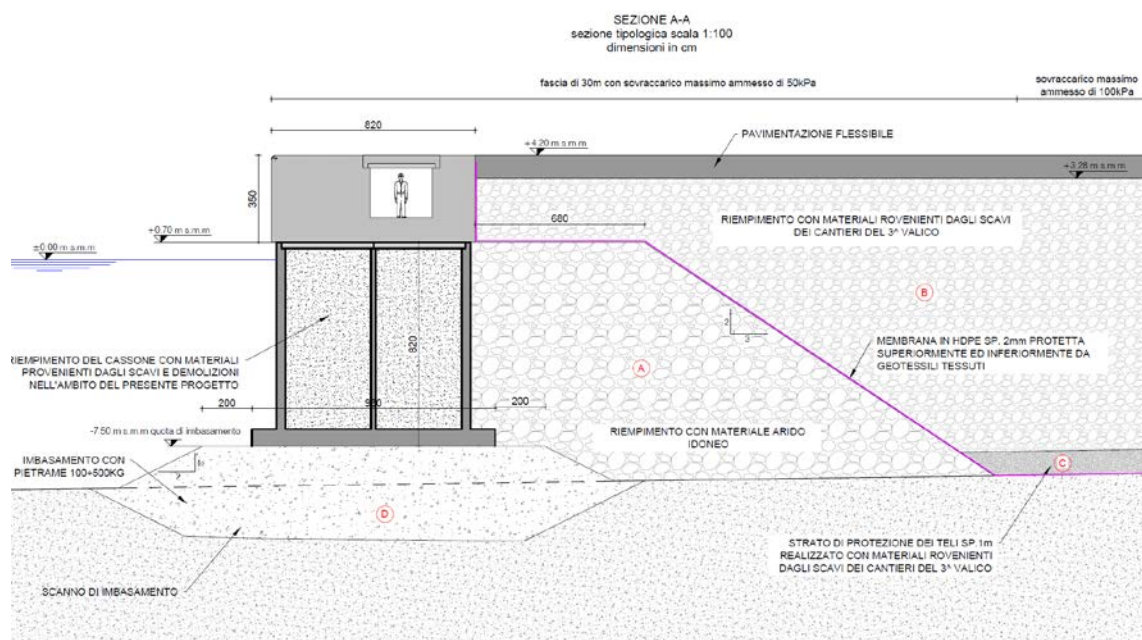 SEZIONE A-A
sezione tipologica scala 1:100
dimensioni in cm
fascia di 30m con sovraccarico massimo ammesso di 50kPa
sovraccarico massimo
ammesso di 100kPa
820
PAVIMENTAZIONE FLESSIBILE
+4.20 m s.m.m
+3.28 m s.m.m
350
680
RIEMPIMENTO CON MATERIALI ROVENIENTI DAGLI SCAVI
DEI CANTIERI DEL 3^ VALICO
+0.70 m s.m.m
±0.00 m s.m.m
B
2
3
820
MEMBRANA IN HDPE SP. 2mm PROTETTA
SUPERIORMENTE ED INFERIORMENTE DA
GEOTESSILI TESSUTI
RIEMPIMENTO DEL CASSONE CON MATERIALI
PROVENIENTI DAGLI SCAVI E DEMOLIZIONI
NELL'AMBITO DEL PRESENTE PROGETTO
A
200
200
-7.50 m s.m.m quota di imbasamento
RIEMPIMENTO CON MATERIALE ARIDO
IDONEO
IMBASAMENTO CON
PIETRAME 100÷500KG
C
D
STRATO DI PROTEZIONE DEI TELI SP.1m
REALIZZATO CON MATERIALI ROVENIENTI
DAGLI SCAVI DEI CANTIERI DEL 3^ VALICO
SCANNO DI IMBASAMENTO